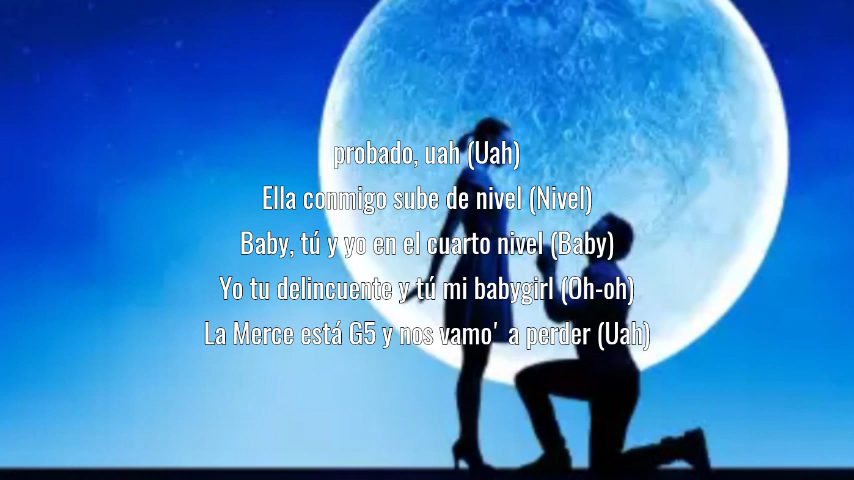 probado, uah (Uah)
Ella conmigo sube de nivel (Nivel)
Baby, tú y yo en el cuarto nivel (Baby)
Yo tu delincuente y tú mi babygirl (Oh-oh)
La Merce está G5 y nos vamo' a perder (Uah)